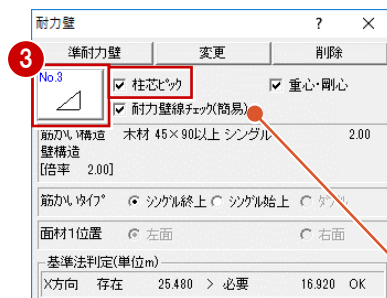 耐力壁 ? ×
準耐力壁 変更 削除
3
No.3
柱芯ピック 重心・剛心
耐力壁線チェック(簡易)
筋かい構造 木材 45×90以上 シングル 2.00
壁構造
[倍率 2.00]
筋かいタイプ シングル終上 シングル始上 ダブル
面材1位置 左面 右面
基準法判定(単位m)
X方向 存在 25.480 > 必要 16.920 OK